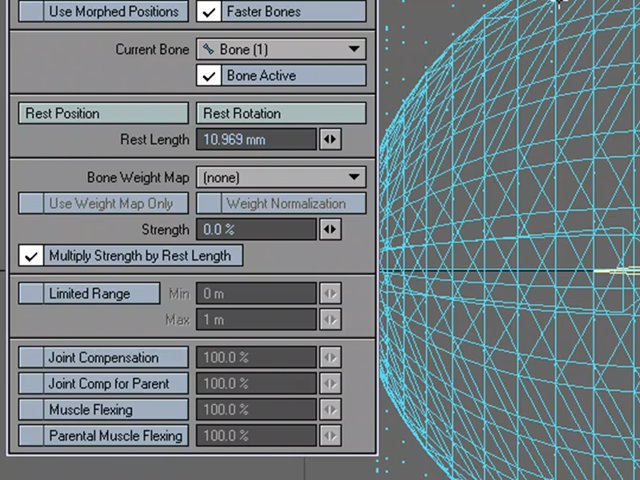 Use Morphed Positions Faster Bones
Current Bone Bone (1)
Bone Active
Rest Position Rest Rotation
Rest Length 10.969 mm
Bone Weight Map (none)
Use Weight Map Only Weight Normalization
Strength 0.0 %
Multiply Strength by Rest Length
Limited Range Min 0 m
Max 1 m
Joint Compensation 100.0 %
Joint Comp for Parent 100.0 %
Muscle Flexing 100.0 %
Parental Muscle Flexing 100.0 %